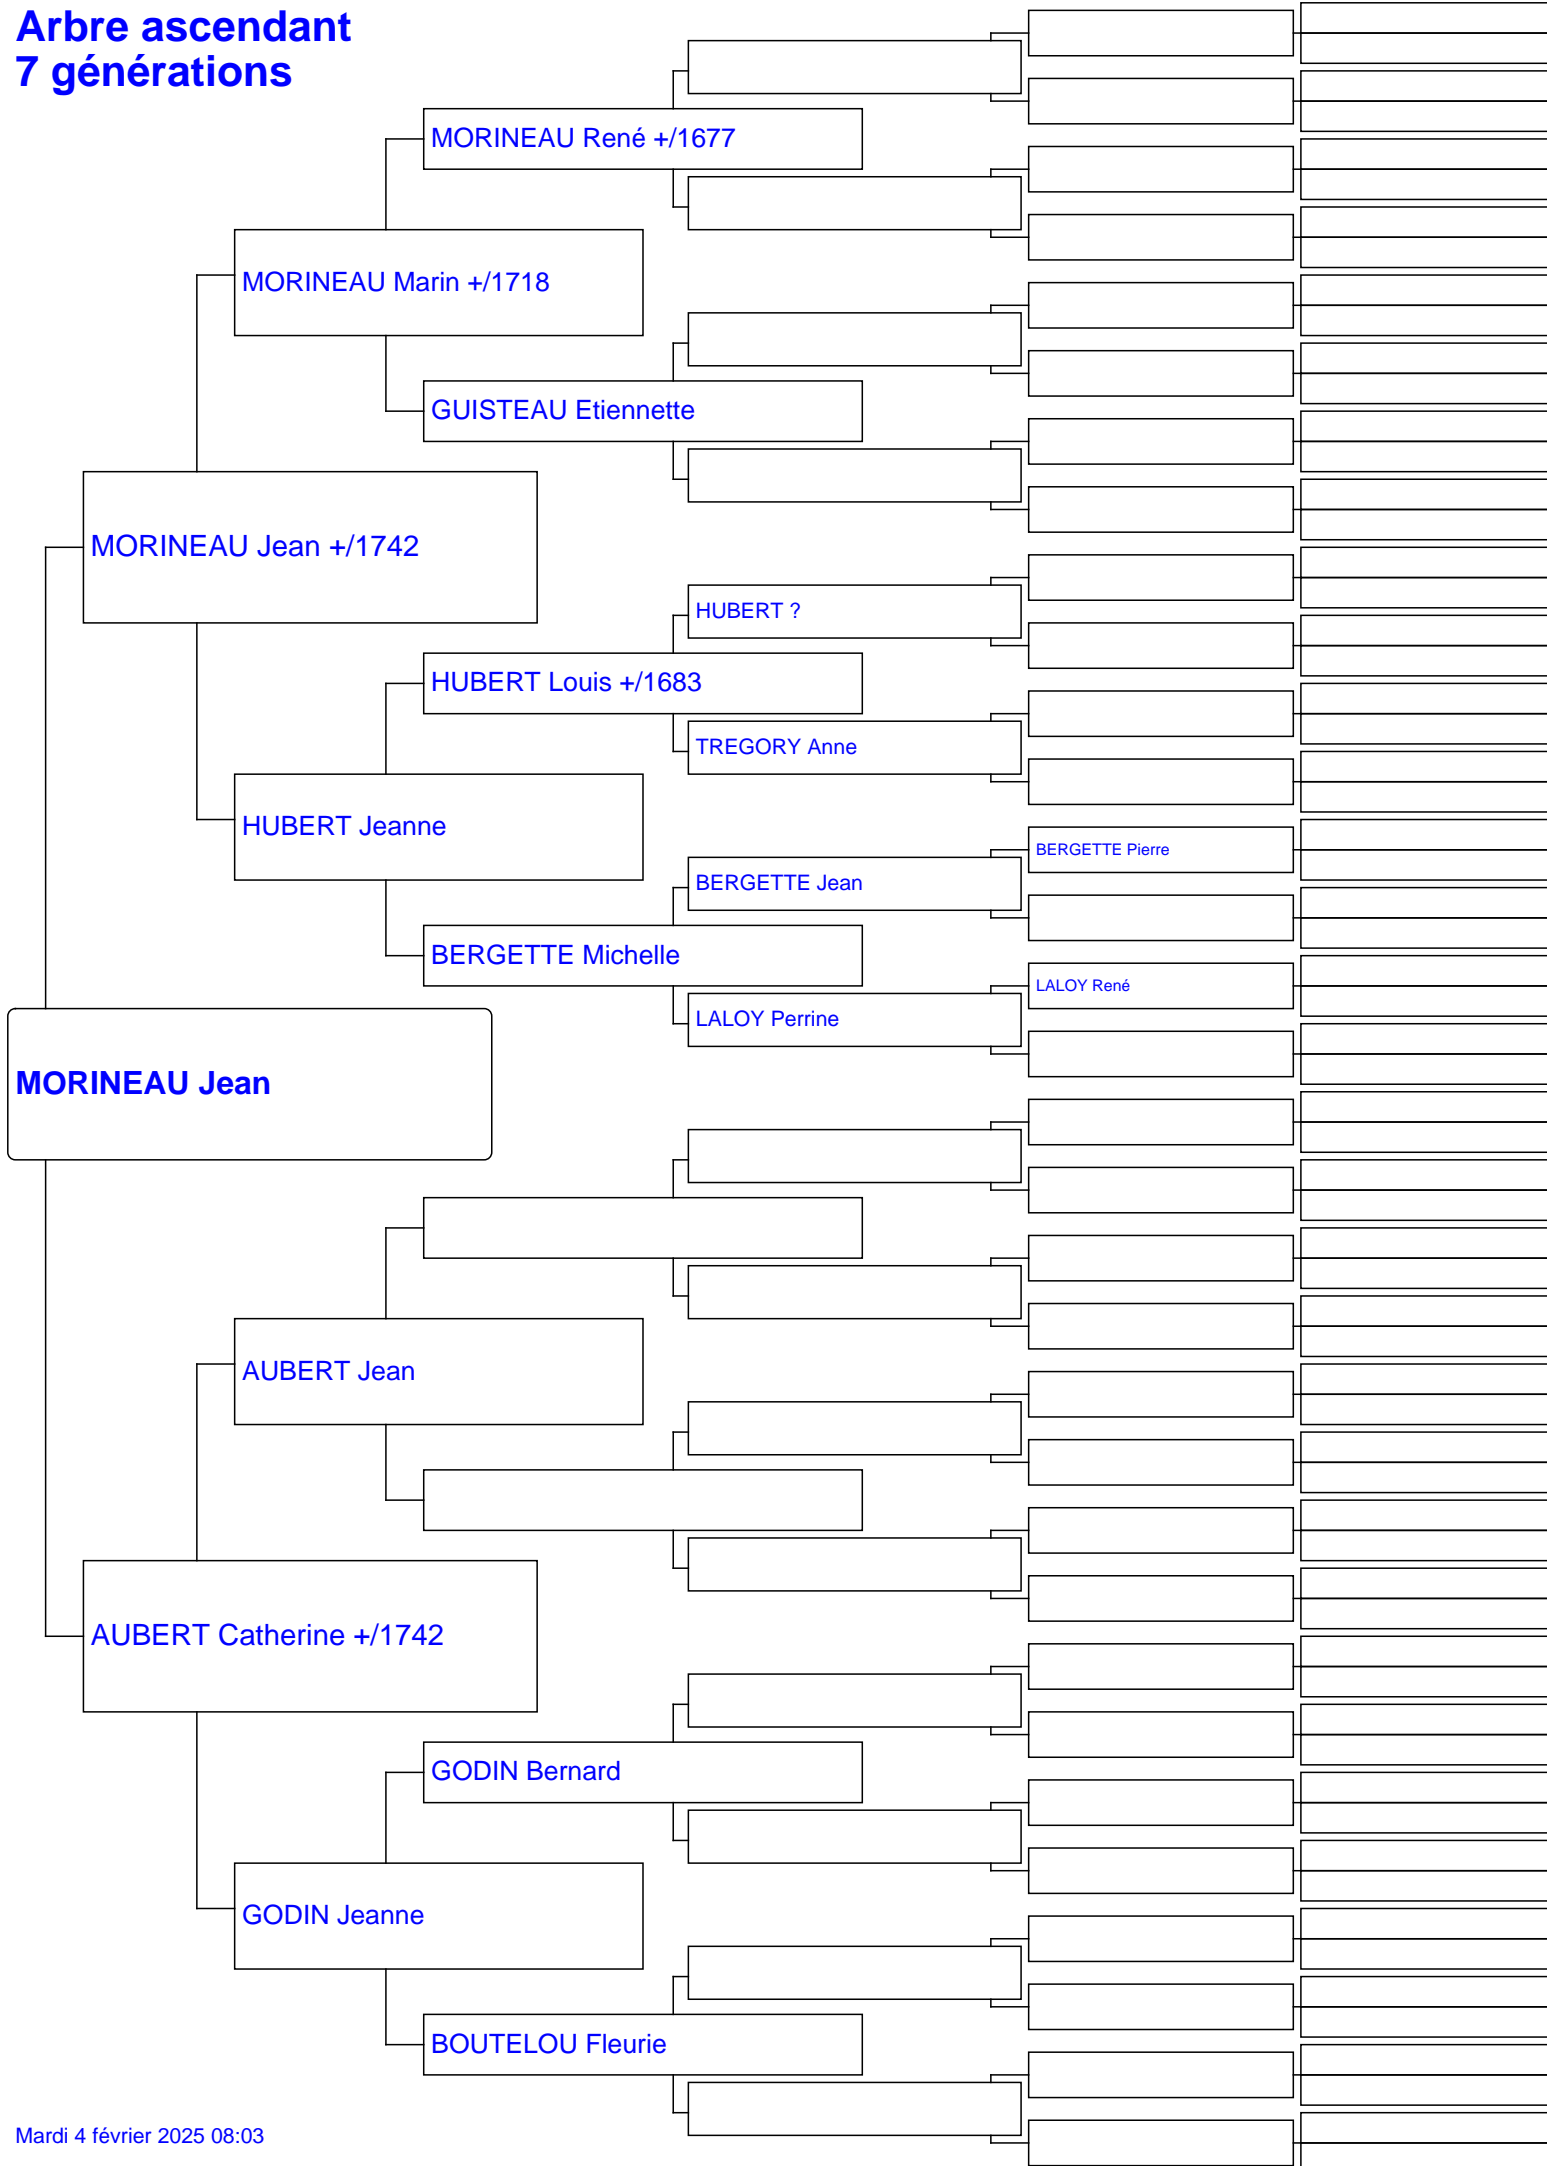 Arbre ascendant
7 générations
MORINEAU René +/1677
MORINEAU Marin +/1718
GUISTEAU Etiennette
MORINEAU Jean +/1742
HUBERT ?
HUBERT Louis +/1683
TREGORY Anne
HUBERT Jeanne
BERGETTE Pierre
BERGETTE Jean
BERGETTE Michelle
LALOY René
LALOY Perrine
MORINEAU Jean
AUBERT Jean
AUBERT Catherine +/1742
GODIN Bernard
GODIN Jeanne
BOUTELOU Fleurie
Mardi 4 février 2025 08:03